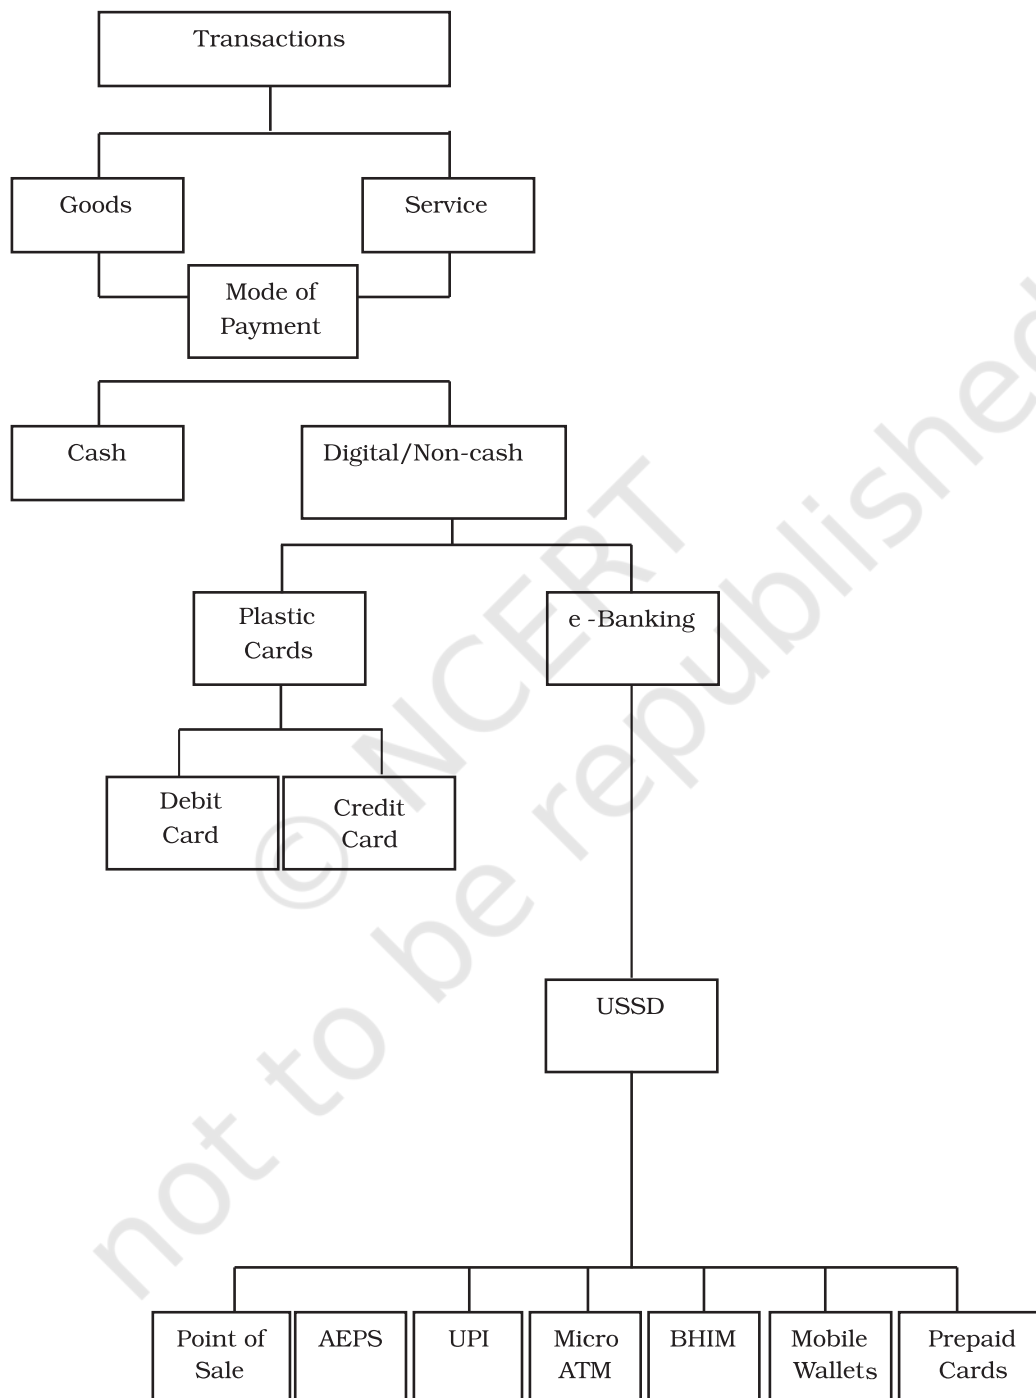 Transactions
Goods
Service
Mode of
Payment
Cash
Digital/Non-cash
Plastic
Cards
e -Banking
Debit
Card
Credit
Card
USSD
Point of
Sale
AEPS
UPI
Micro
ATM
BHIM
Mobile
Wallets
Prepaid
Cards
© NCERT
not to be republished